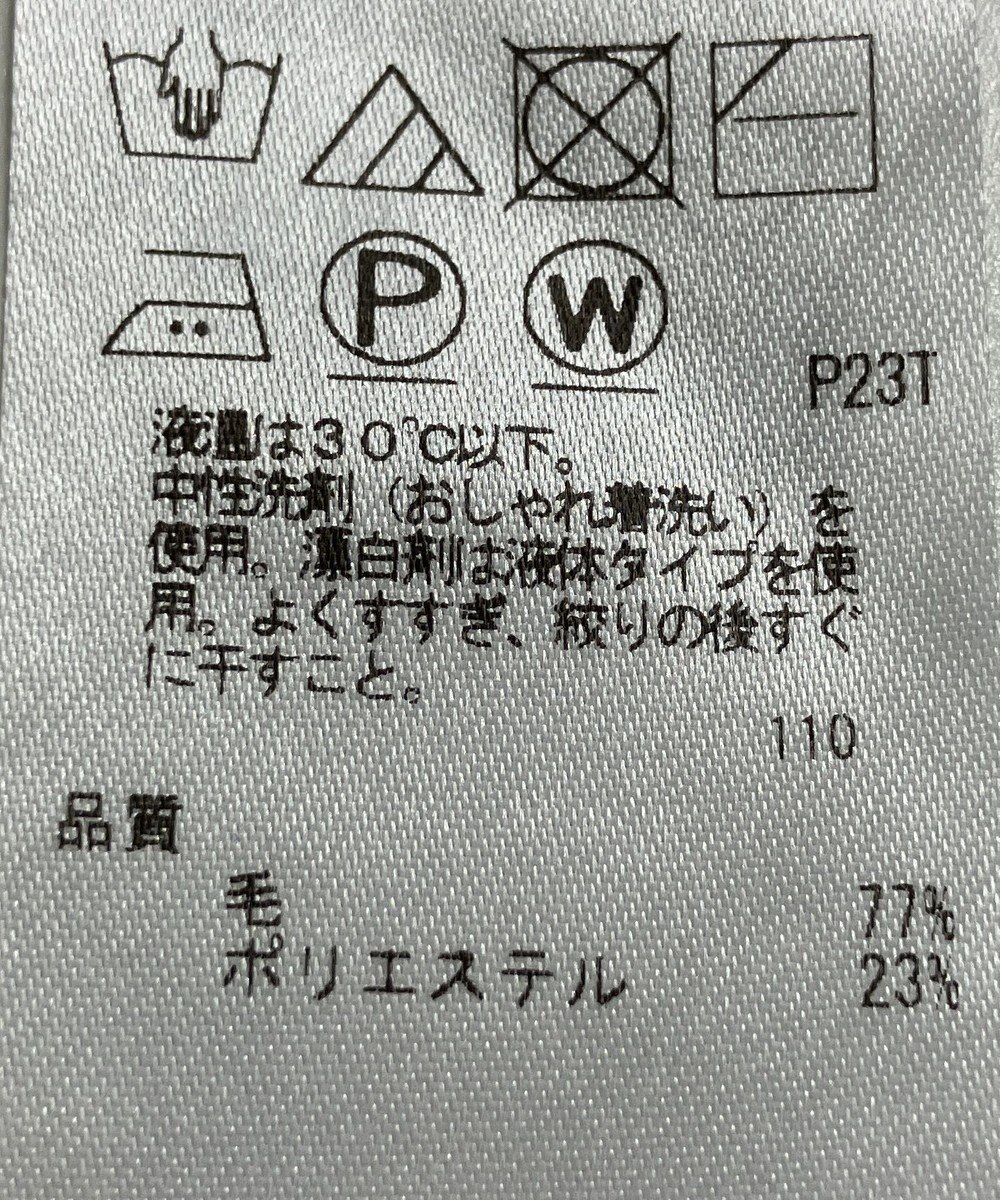 P
W
P23T
液温は30℃以下。
中性洗剤（おしゃれ着洗い）を
使用。漂白剤は液体タイプを使
用。よくすすぎ、絞りの後すぐ
に干すこと。
110
品質
毛 77%
ポリエステル 23%